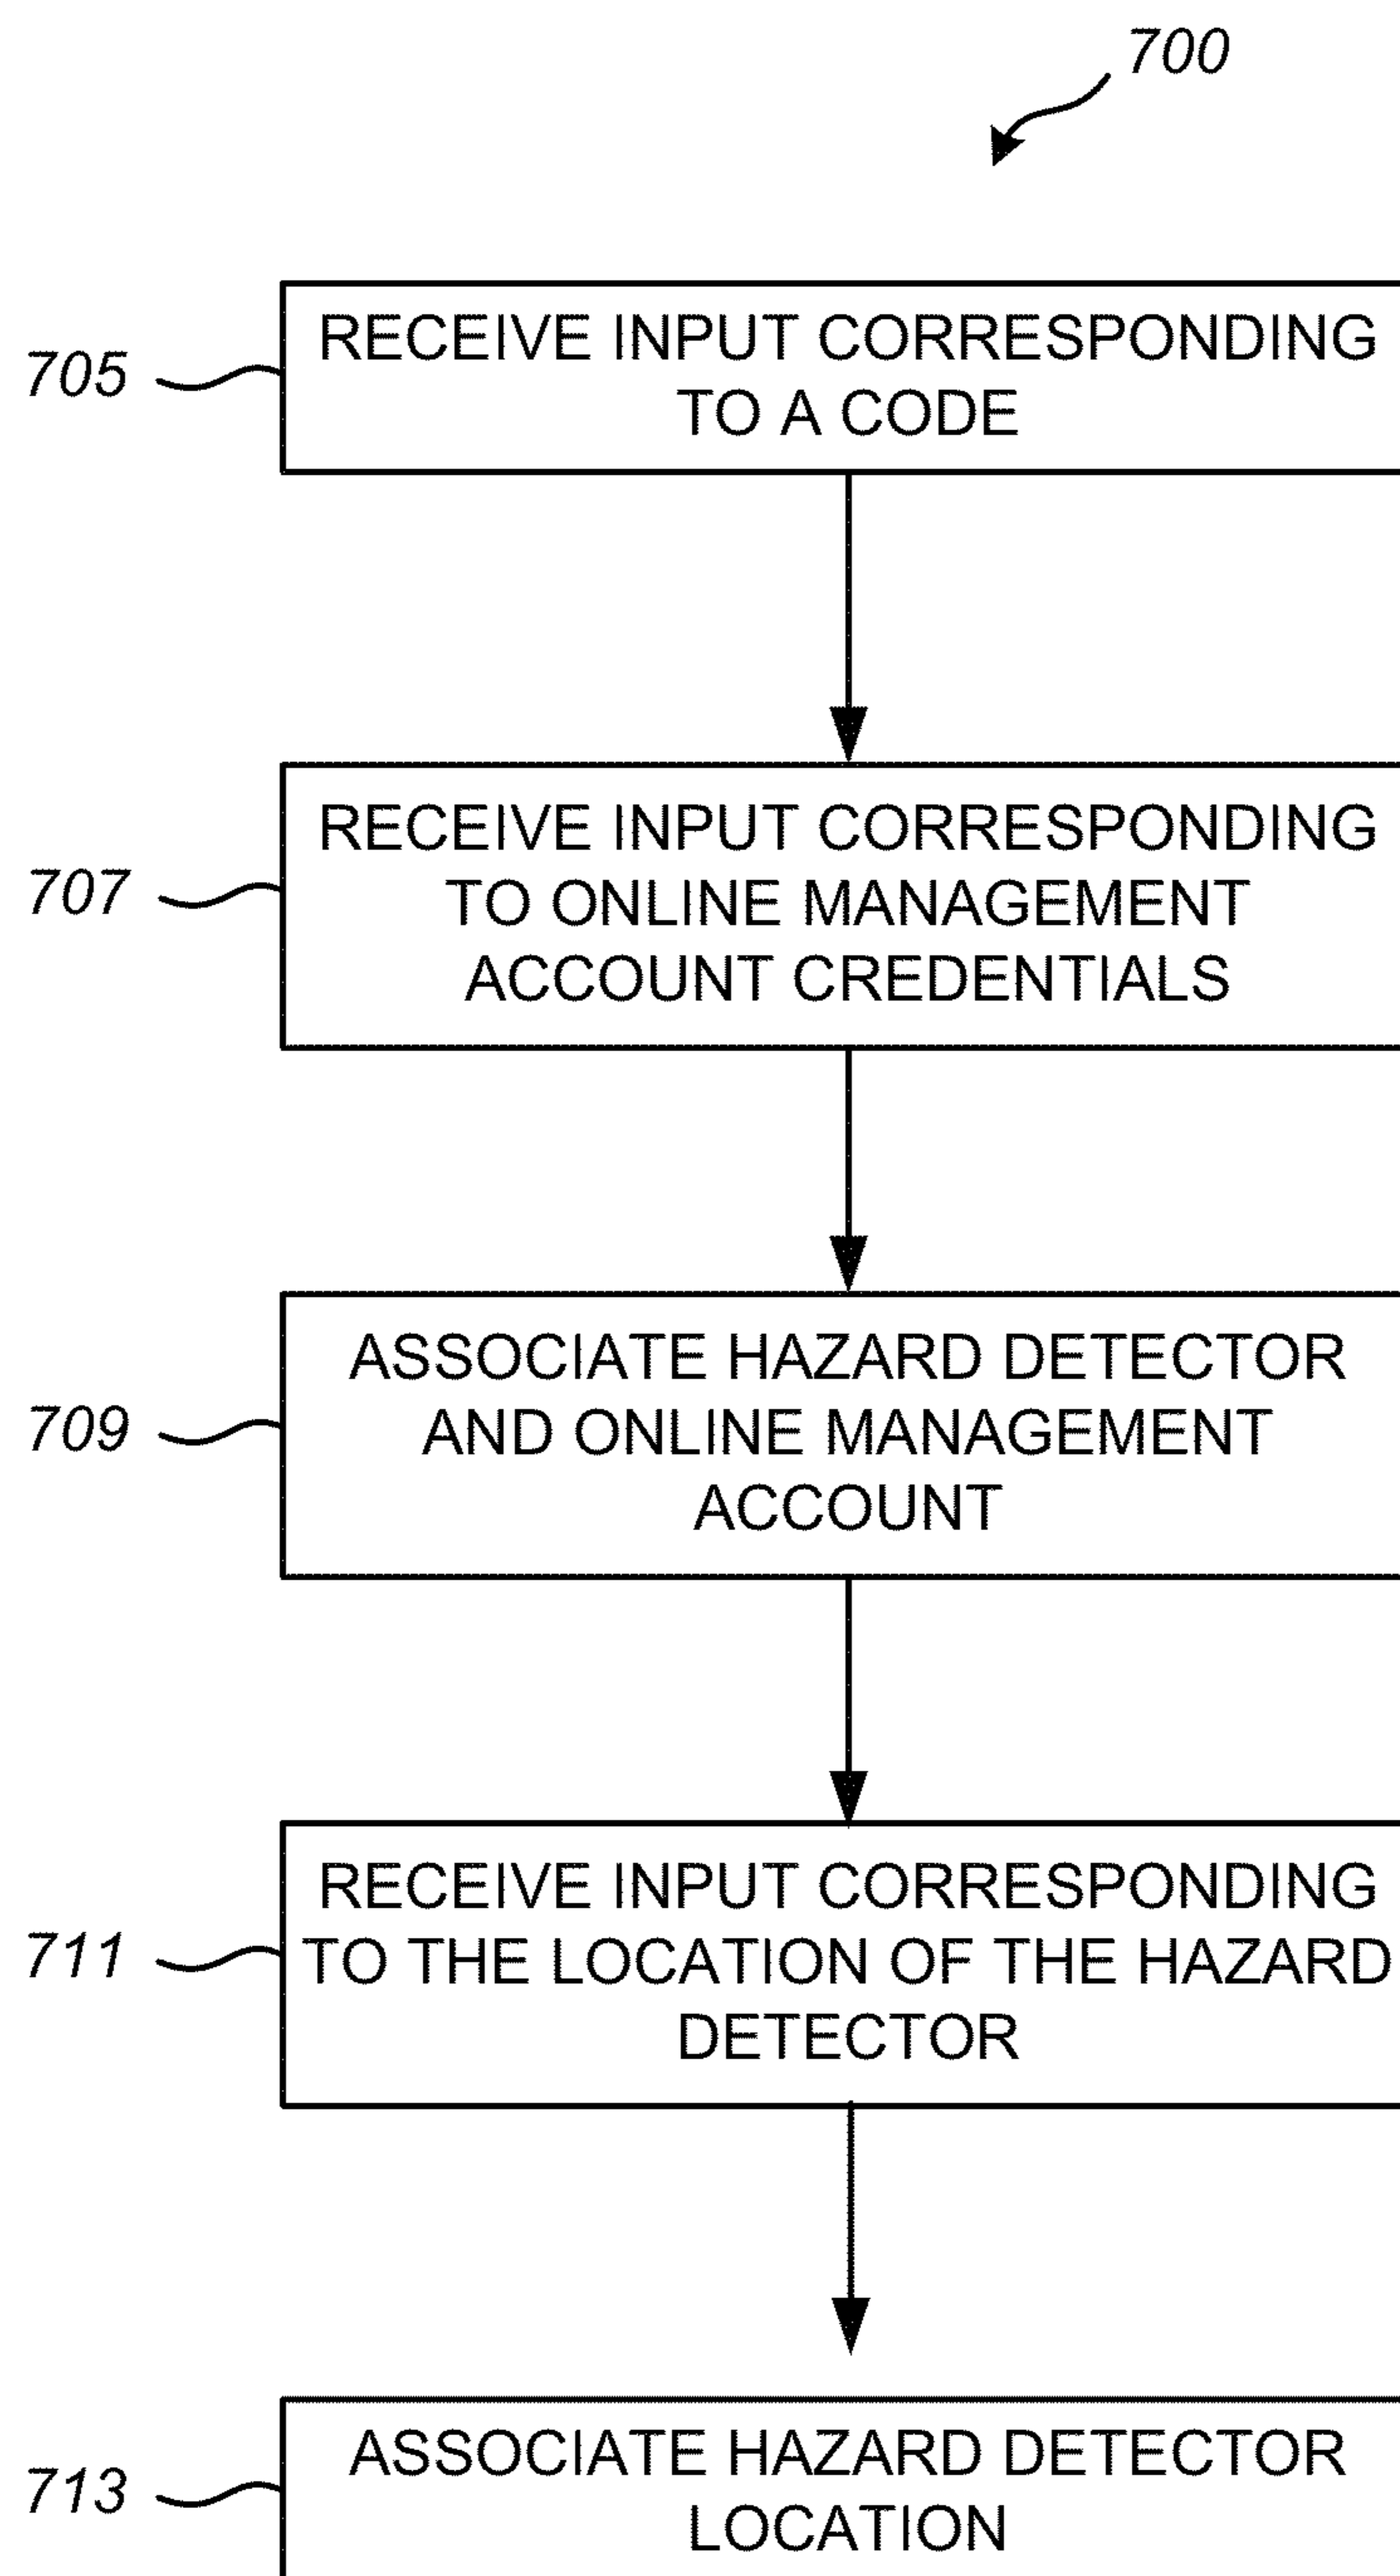 700
705
RECEIVE INPUT CORRESPONDING
TO A CODE
707
RECEIVE INPUT CORRESPONDING
TO ONLINE MANAGEMENT
ACCOUNT CREDENTIALS
709
ASSOCIATE HAZARD DETECTOR
AND ONLINE MANAGEMENT
ACCOUNT
711
RECEIVE INPUT CORRESPONDING
TO THE LOCATION OF THE HAZARD
DETECTOR
713
ASSOCIATE HAZARD DETECTOR
LOCATION